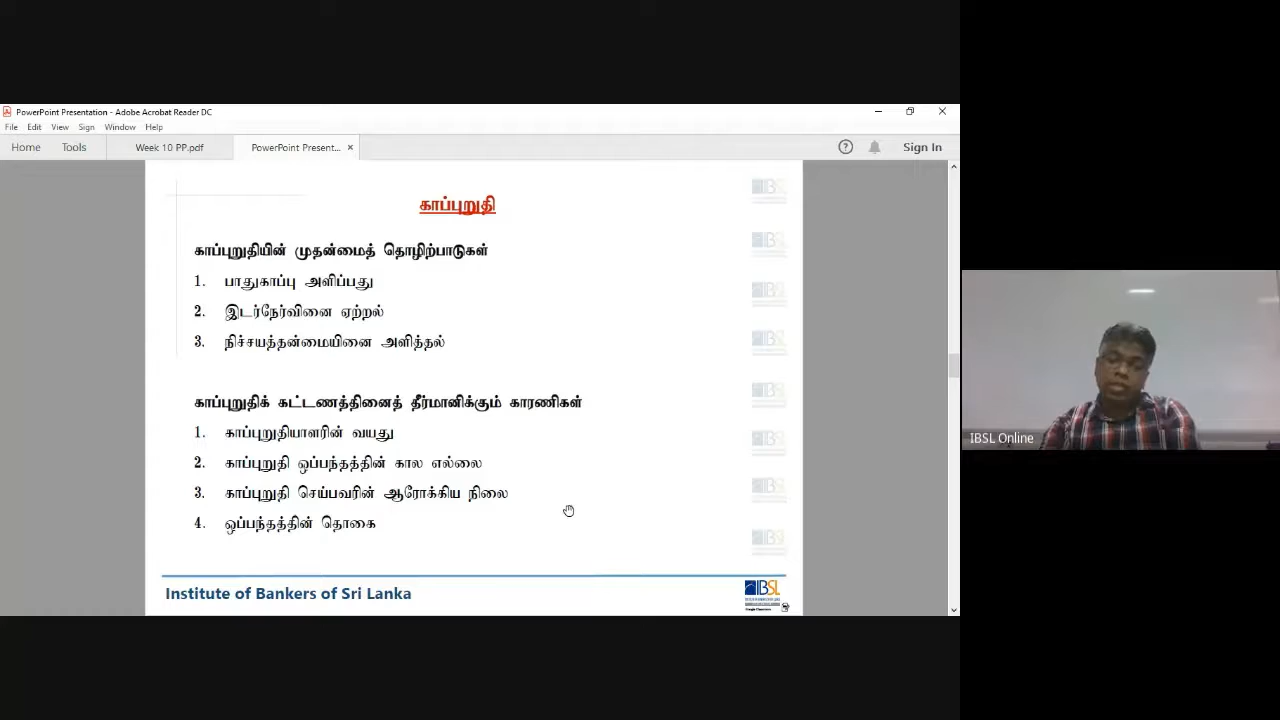 PowerPoint Presentation - Adobe Acrobat Reader DC
File Edit View Sign Window Help
Home Tools Week 10 PP.pdf PowerPoint Present... × Sign In
காப்புறுதி
காப்புறுதியின் முதன்மைத் தொழிற்பாடுகள்
1. பாதுகாப்பு அளிப்பது
2. இடர்நேர்வினை ஏற்றல்
3. நிச்சயத்தன்மையினை அளித்தல்
காப்புறுதிக் கட்டணத்தினைத் தீர்மானிக்கும் காரணிகள்
1. காப்புறுதியாளரின் வயது
2. காப்புறுதி ஒப்பந்தத்தின் கால எல்லை
3. காப்புறுதி செய்பவரின் ஆரோக்கிய நிலை
4. ஒப்பந்தத்தின் தொகை
Institute of Bankers of Sri Lanka
IBSL
IBSL Online